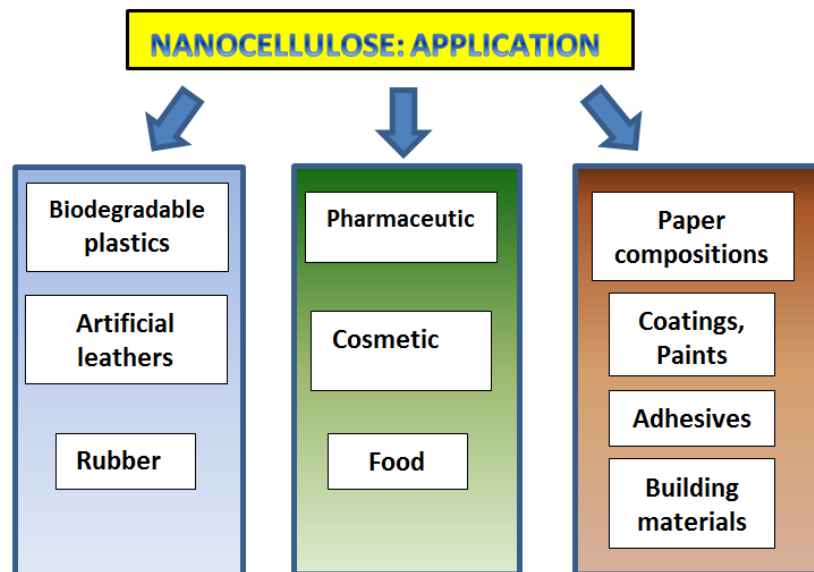 NANOCELLULOSE: APPLICATION
Biodegradable
plastics
Artificial
leathers
Rubber
Pharmaceutic
Cosmetic
Food
Paper
compositions
Coatings,
Paints
Adhesives
Building
materials